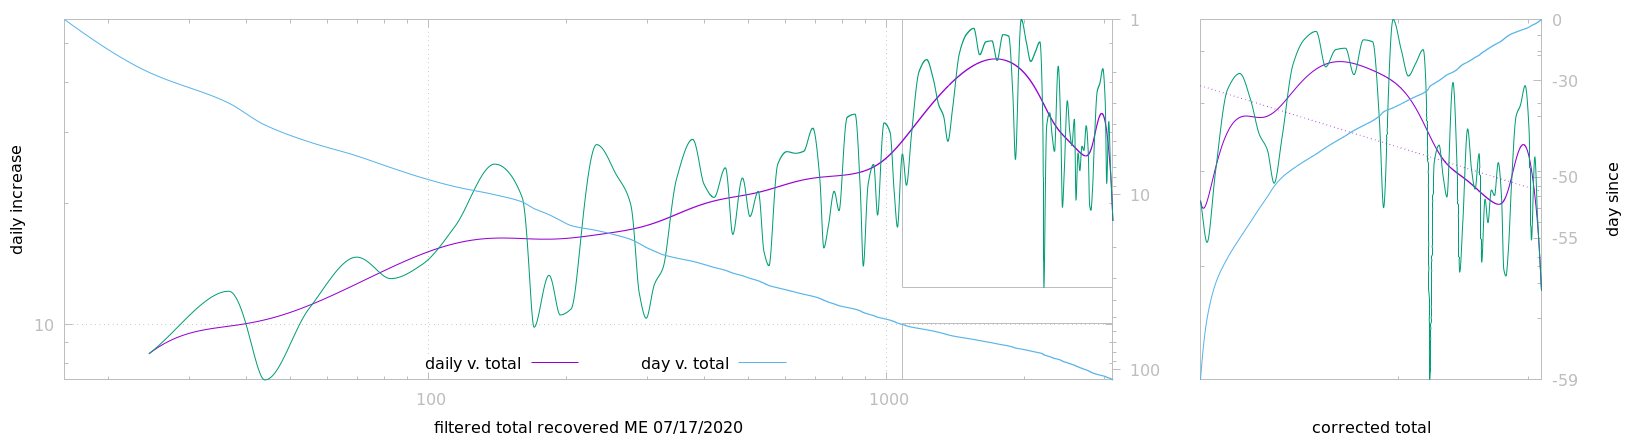 1
0
-30
10
-50
-55
daily increase
day since
10
daily v. total
day v. total
100
-59
100
1000
filtered total recovered ME 07/17/2020
corrected total